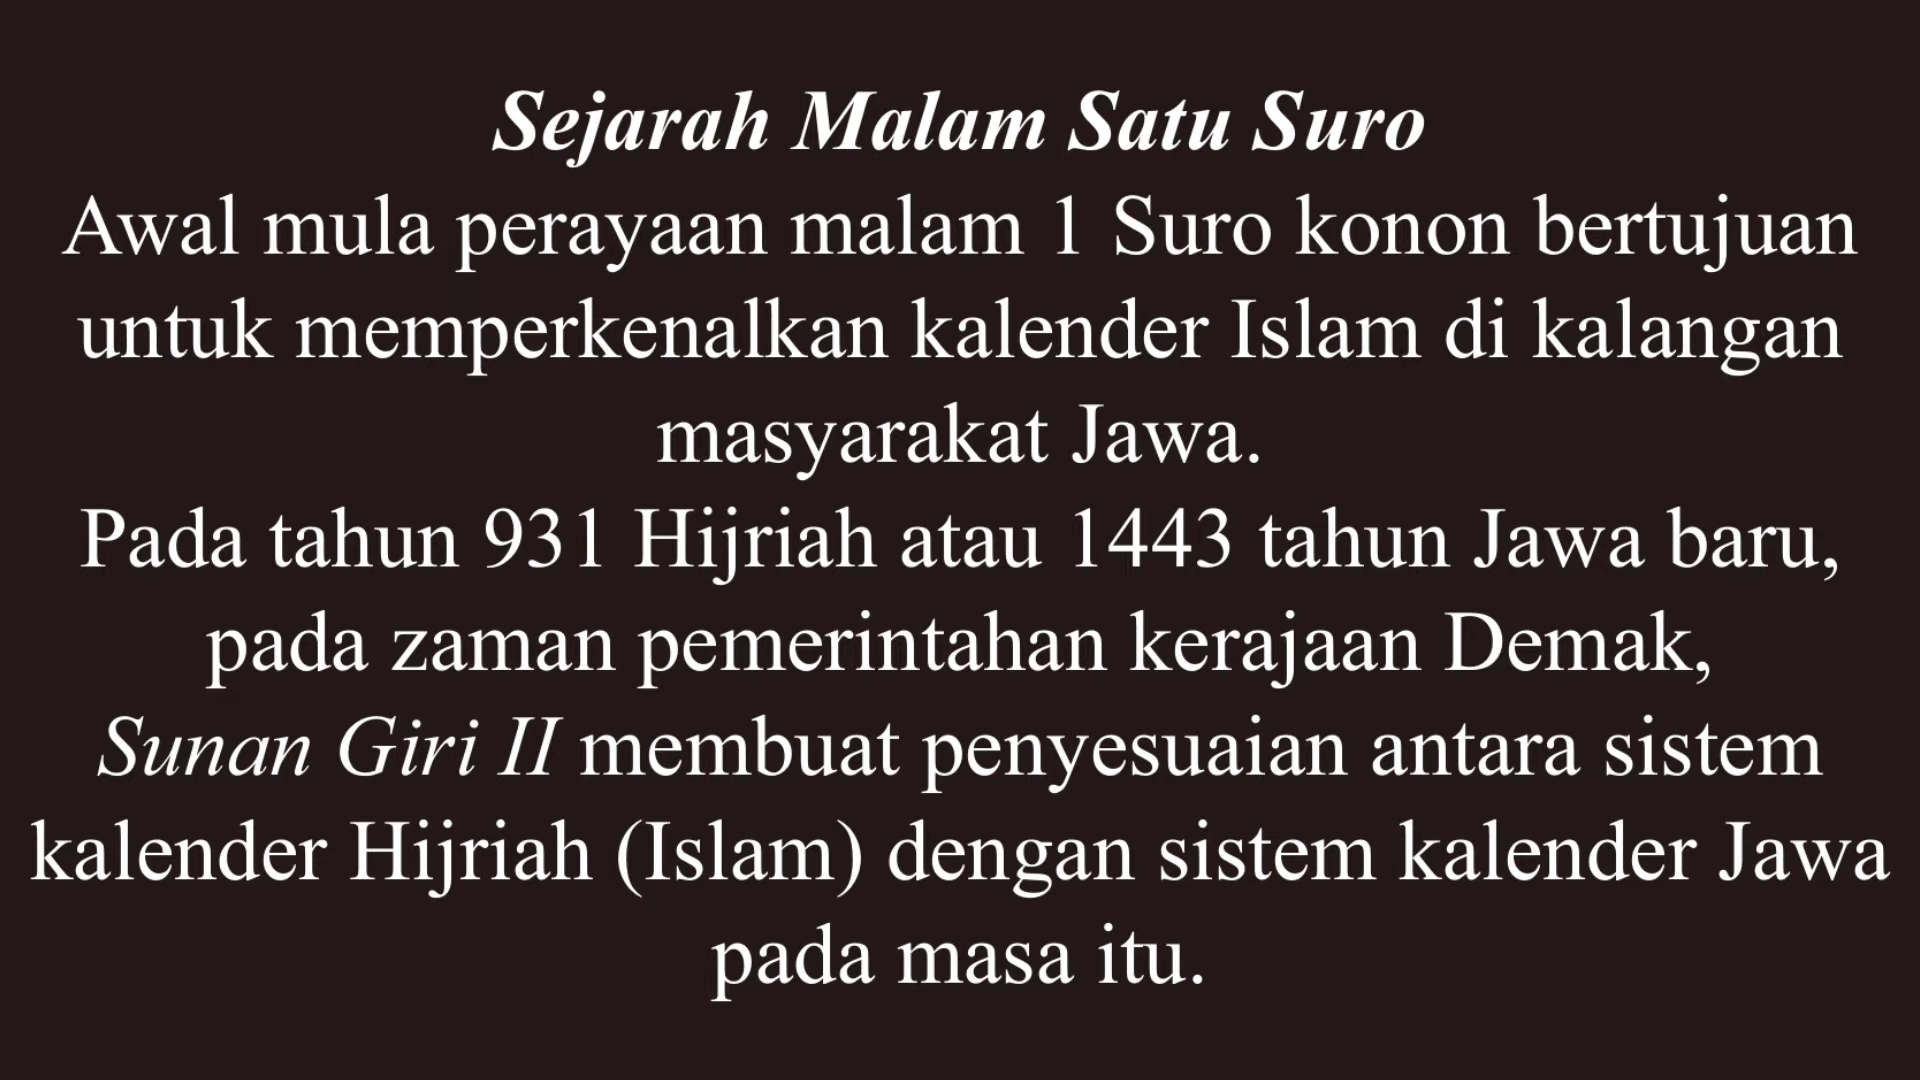 Sejarah Malam Satu Suro
Awal mula perayaan malam 1 Suro konon bertujuan
untuk memperkenalkan kalender Islam di kalangan
masyarakat Jawa.
Pada tahun 931 Hijriah atau 1443 tahun Jawa baru,
pada zaman pemerintahan kerajaan Demak,
Sunan Giri II membuat penyesuaian antara sistem
kalender Hijriah (Islam) dengan sistem kalender Jawa
pada masa itu.